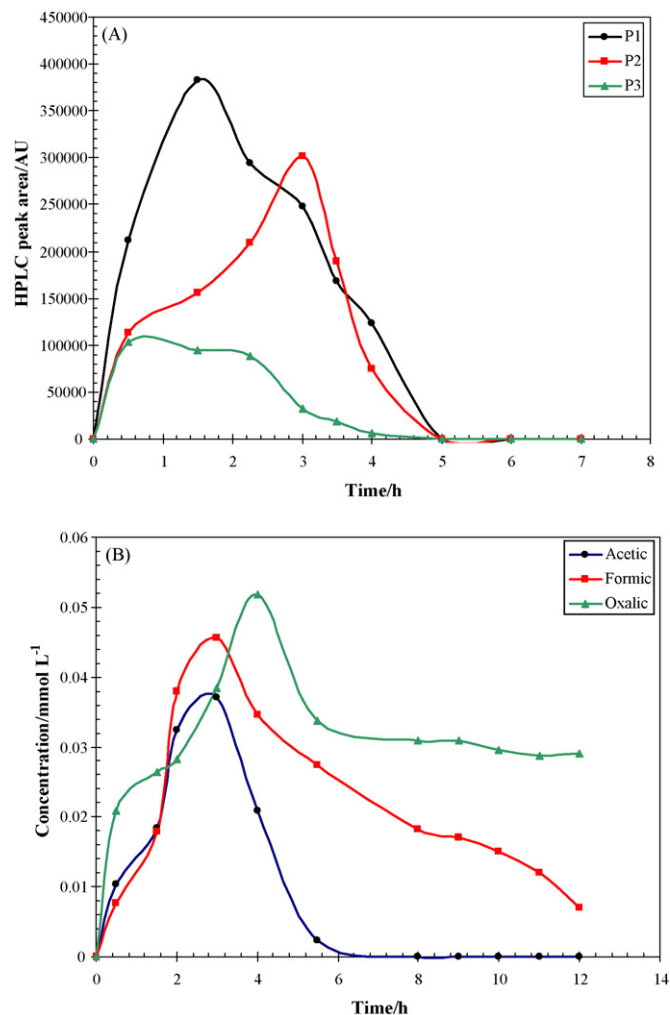 (A)
P1
P2
P3
HPLC peak area/AU
450000
400000
350000
300000
250000
200000
150000
100000
50000
0
0 1 2 3 4 5 6 7 8
Time/h
(B)
Acetic
Formic
Oxalic
Concentration/mmol L⁻¹
0.06
0.05
0.04
0.03
0.02
0.01
0
0 2 4 6 8 10 12 14
Time/h